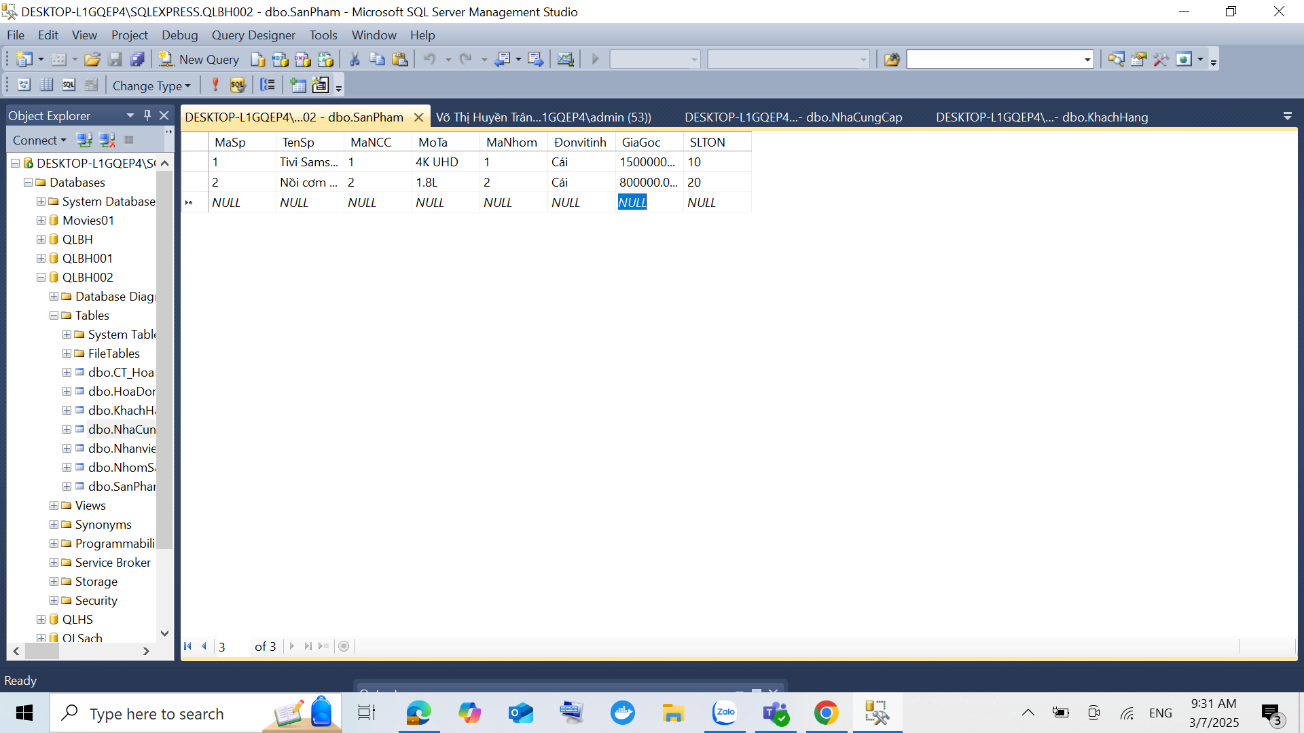 DESKTOP-L1GQEP4\SQLEXPRESS.QLBH002 - dbo.SanPham - Microsoft SQL Server Management Studio
File Edit View Project Debug Query Designer Tools Window Help
New Query
Change Type
Object Explorer
Connect
DESKTOP-L1GQEP4\S
Databases
System Database
Movies01
QLBH
QLBH001
QLBH002
Database Diag
Tables
System Table
FileTables
dbo.CT_Hoa
dbo.HoaDor
dbo.KhachH
dbo.NhaCun
dbo.Nhanvie
dbo.NhomS
dbo.SanPhar
Views
Synonyms
Programmabili
Service Broker
Storage
Security
QLHS
QLSach
DESKTOP-L1GQEP4\...02 - dbo.SanPham Võ Thị Huyền Trân...1GQEP4\admin (53)) DESKTOP-L1GQEP4...- dbo.NhaCungCap DESKTOP-L1GQEP4\...- dbo.KhachHang
MaSp TenSp MaNCC MoTa MaNhom Đonvitinh GiaGoc SLTON
1 Tivi Sams... 1 4K UHD 1 Cái 1500000... 10
2 Nồi cơm ... 2 1.8L 2 Cái 800000.0... 20
NULL NULL NULL NULL NULL NULL NULL NULL
3 of 3
Ready
Type here to search
Zalo
ENG
9:31 AM
3/7/2025
3